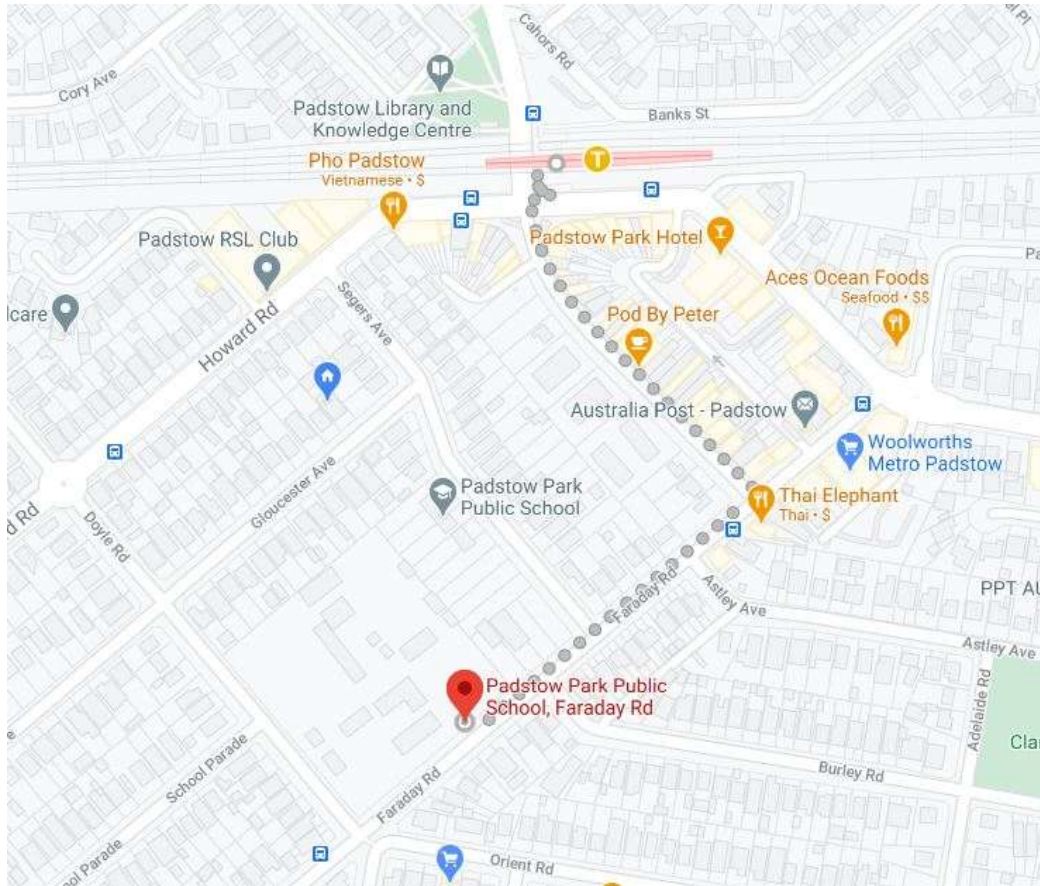 Cahors Rd
Cory Ave
Padstow Library and
Knowledge Centre
Banks St
T
Pho Padstow
Vietnamese • $
Padstow RSL Club
Padstow Park Hotel
Aces Ocean Foods
Seafood • $$
lcare
Segers Ave
Howard Rd
Pod By Peter
Australia Post - Padstow
Woolworths
Metro Padstow
Padstow Park
Public School
Thai Elephant
Thai • $
Gloucester Ave
d Rd
Doyle Rd
Faraday Rd
Astley Ave
PPT AU
Astley Ave
Padstow Park Public
School, Faraday Rd
Adelaide Rd
Cla
School Parade
Burley Rd
Faraday Rd
ool Parade
Orient Rd